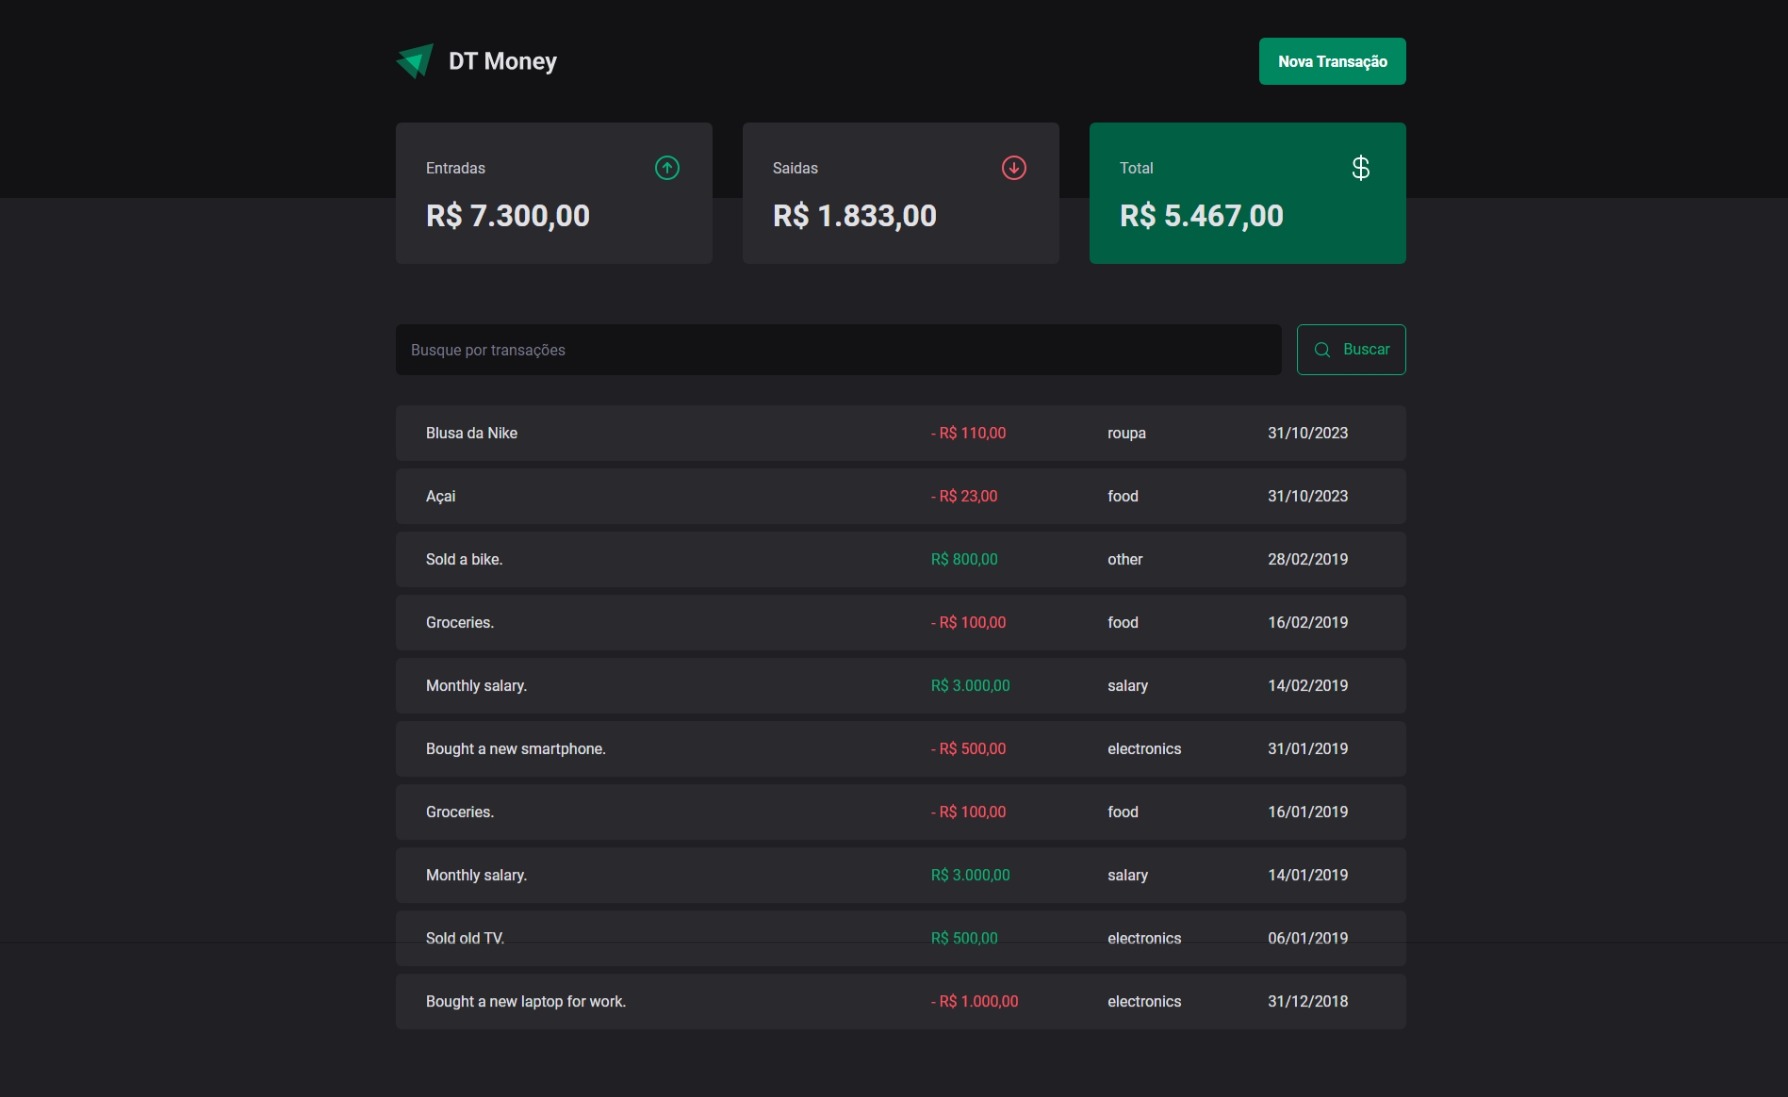 DT Money
Nova Transação
Entradas
R$ 7.300,00
Saidas
R$ 1.833,00
Total
R$ 5.467,00
Busque por transações
Buscar
Blusa da Nike - R$ 110,00 roupa 31/10/2023
Açai - R$ 23,00 food 31/10/2023
Sold a bike. R$ 800,00 other 28/02/2019
Groceries. - R$ 100,00 food 16/02/2019
Monthly salary. R$ 3.000,00 salary 14/02/2019
Bought a new smartphone. - R$ 500,00 electronics 31/01/2019
Groceries. - R$ 100,00 food 16/01/2019
Monthly salary. R$ 3.000,00 salary 14/01/2019
Sold old TV. R$ 500,00 electronics 06/01/2019
Bought a new laptop for work. - R$ 1.000,00 electronics 31/12/2018